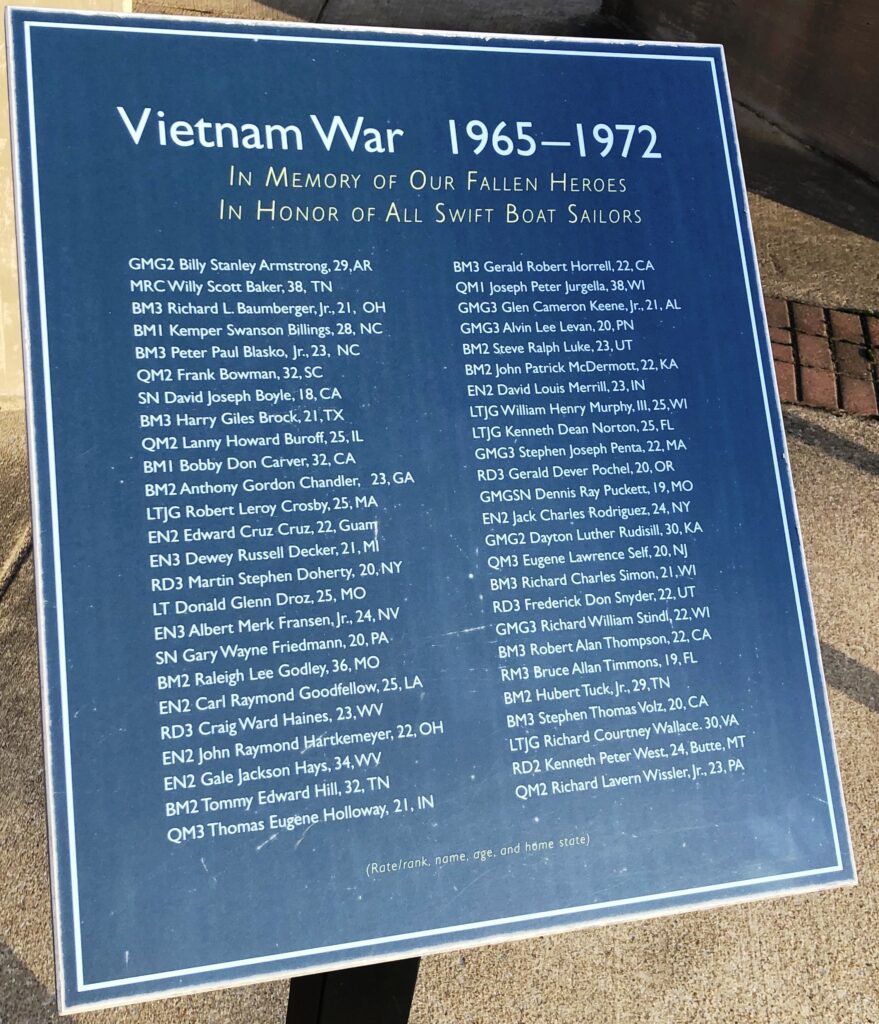 Vietnam War 1965–1972
In Memory of Our Fallen Heroes
In Honor of All Swift Boat Sailors
GMG2 Billy Stanley Armstrong, 29, AR
MRC Willy Scott Baker, 38, TN
BM3 Richard L. Baumberger, Jr., 21, OH
BM1 Kemper Swanson Billings, 28, NC
BM3 Peter Paul Blasko, Jr., 23, NC
QM2 Frank Bowman, 32, SC
SN David Joseph Boyle, 18, CA
BM3 Harry Giles Brock, 21, TX
QM2 Lanny Howard Buroff, 25, IL
BM1 Bobby Don Carver, 32, CA
BM2 Anthony Gordon Chandler, 23, GA
LTJG Robert Leroy Crosby, 25, MA
EN2 Edward Cruz Cruz, 22, Guam
EN3 Dewey Russell Decker, 21, MI
RD3 Martin Stephen Doherty, 20, NY
LT Donald Glenn Droz, 25, MO
EN3 Albert Merk Fransen, Jr., 24, NV
SN Gary Wayne Friedmann, 20, PA
BM2 Raleigh Lee Godley, 36, MO
EN2 Carl Raymond Goodfellow, 25, LA
RD3 Craig Ward Haines, 23, WV
EN2 John Raymond Hartkemeyer, 22, OH
EN2 Gale Jackson Hays, 34, WV
BM2 Tommy Edward Hill, 32, TN
QM3 Thomas Eugene Holloway, 21, IN
BM3 Gerald Robert Horrell, 22, CA
QM1 Joseph Peter Jurgella, 38, WI
GMG3 Glen Cameron Keene, Jr., 21, AL
GMG3 Alvin Lee Levan, 20, PN
BM2 Steve Ralph Luke, 23, UT
BM2 John Patrick McDermott, 22, KA
EN2 David Louis Merrill, 23, IN
LTJG William Henry Murphy, III, 25, WI
LTJG Kenneth Dean Norton, 25, FL
GMG3 Stephen Joseph Penta, 22, MA
RD3 Gerald Dever Pochel, 20, OR
GMGSN Dennis Ray Puckett, 19, MO
EN2 Jack Charles Rodriguez, 24, NY
GMG2 Dayton Luther Rudisill, 30, KA
QM3 Eugene Lawrence Self, 20, NJ
BM3 Richard Charles Simon, 21, WI
RD3 Frederick Don Snyder, 22, UT
GMG3 Richard William Stindl, 22, WI
BM3 Robert Alan Thompson, 22, CA
RM3 Bruce Allan Timmons, 19, FL
BM2 Hubert Tuck, Jr., 29, TN
BM3 Stephen Thomas Volz, 20, CA
LTJG Richard Courtney Wallace. 30, VA
RD2 Kenneth Peter West, 24, Butte, MT
QM2 Richard Lavern Wissler, Jr., 23, PA
(Rate/rank, name, age, and home state)